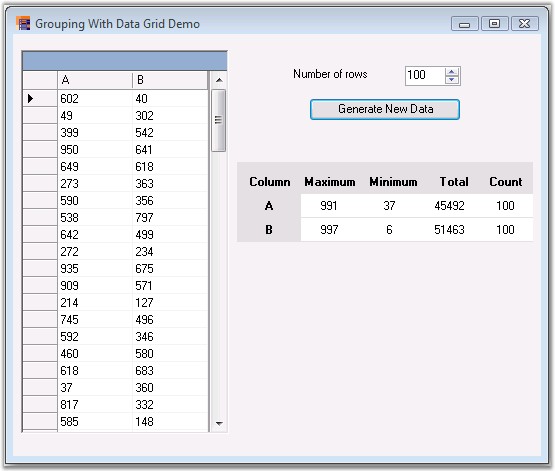 Grouping With Data Grid Demo
A B
602 40
49 302
399 542
950 641
649 618
273 363
590 356
538 797
642 499
272 234
935 675
909 571
214 127
745 496
592 346
460 580
618 683
37 360
817 332
585 148
Number of rows 100
Generate New Data
Column Maximum Minimum Total Count
A 991 37 45492 100
B 997 6 51463 100